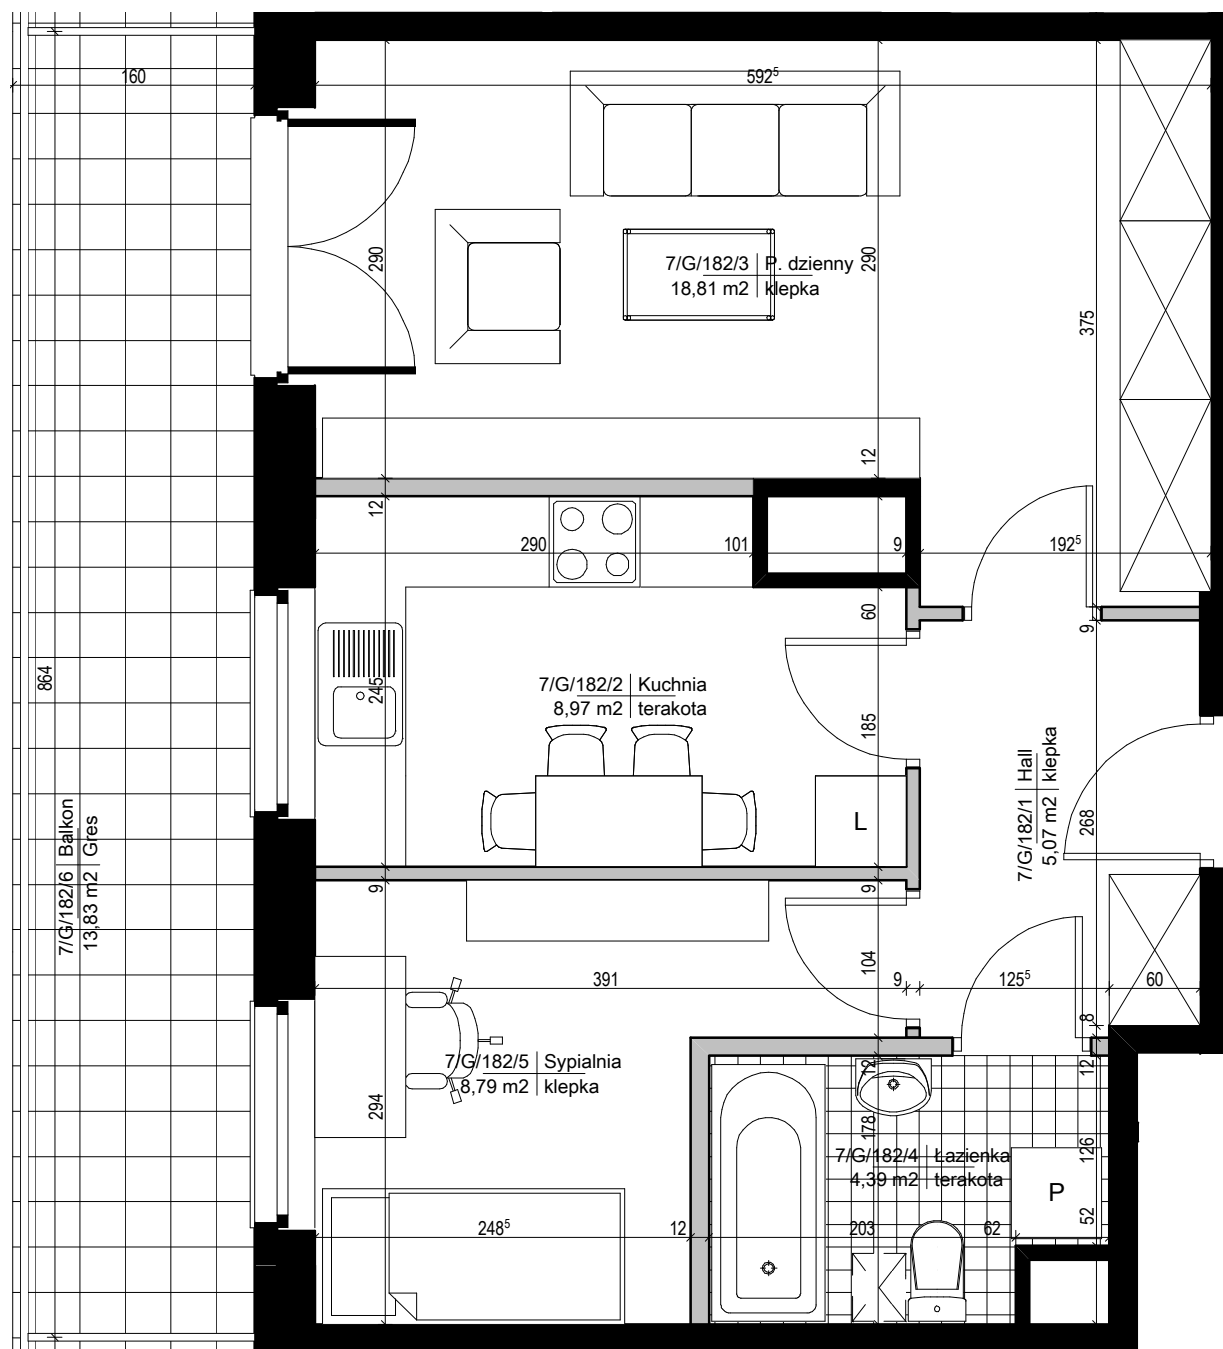 160
592⁵
290
7/G/182/3 P. dzienny
18,81 m2 klepka
290
375
12
12
290
101
9
192⁵
60
9
864
245
7/G/182/2 Kuchnia
8,97 m2 terakota
185
7/G/182/6 Balkon
13,83 m2 Gres
L
7/G/182/1 Hall
5,07 m2 klepka
268
9
9
104
391
9
125⁵
60
8
7/G/182/5 Sypialnia
8,79 m2 klepka
294
12
12
178
126
7/G/182/4 Łazienka
4,39 m2 terakota
P
52
248⁵
12
203
62